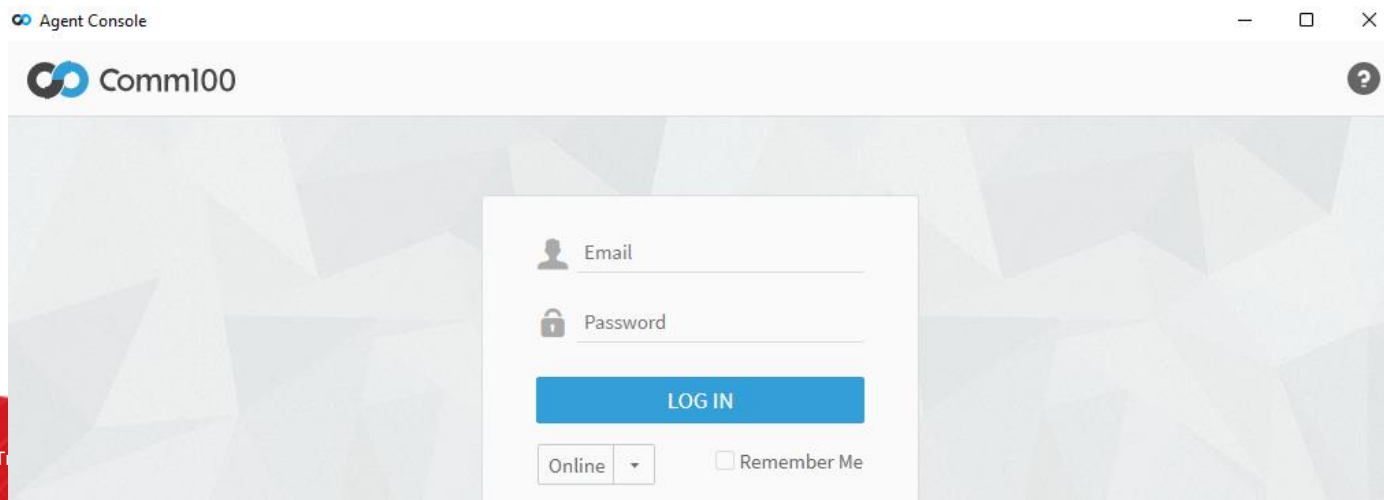 Agent Console
Comm100
?
Email
Password
LOG IN
Online
Remember Me